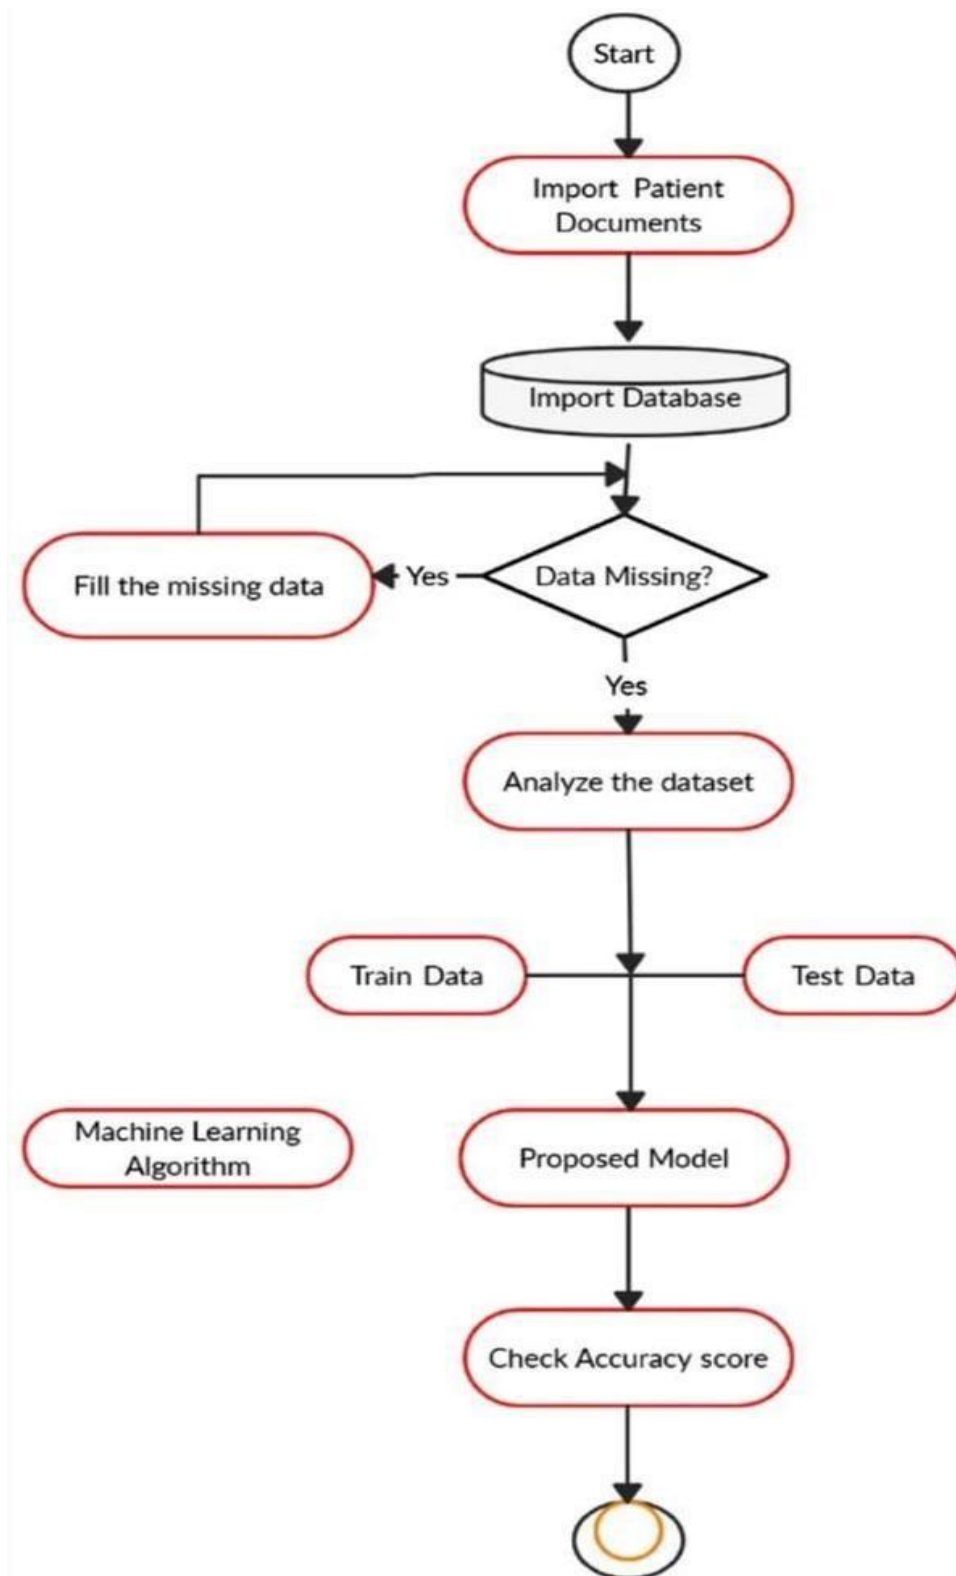 Start
Import Patient
Documents
Import Database
Fill the missing data
Yes
Data Missing?
Yes
Analyze the dataset
Train Data
Test Data
Machine Learning
Algorithm
Proposed Model
Check Accuracy score